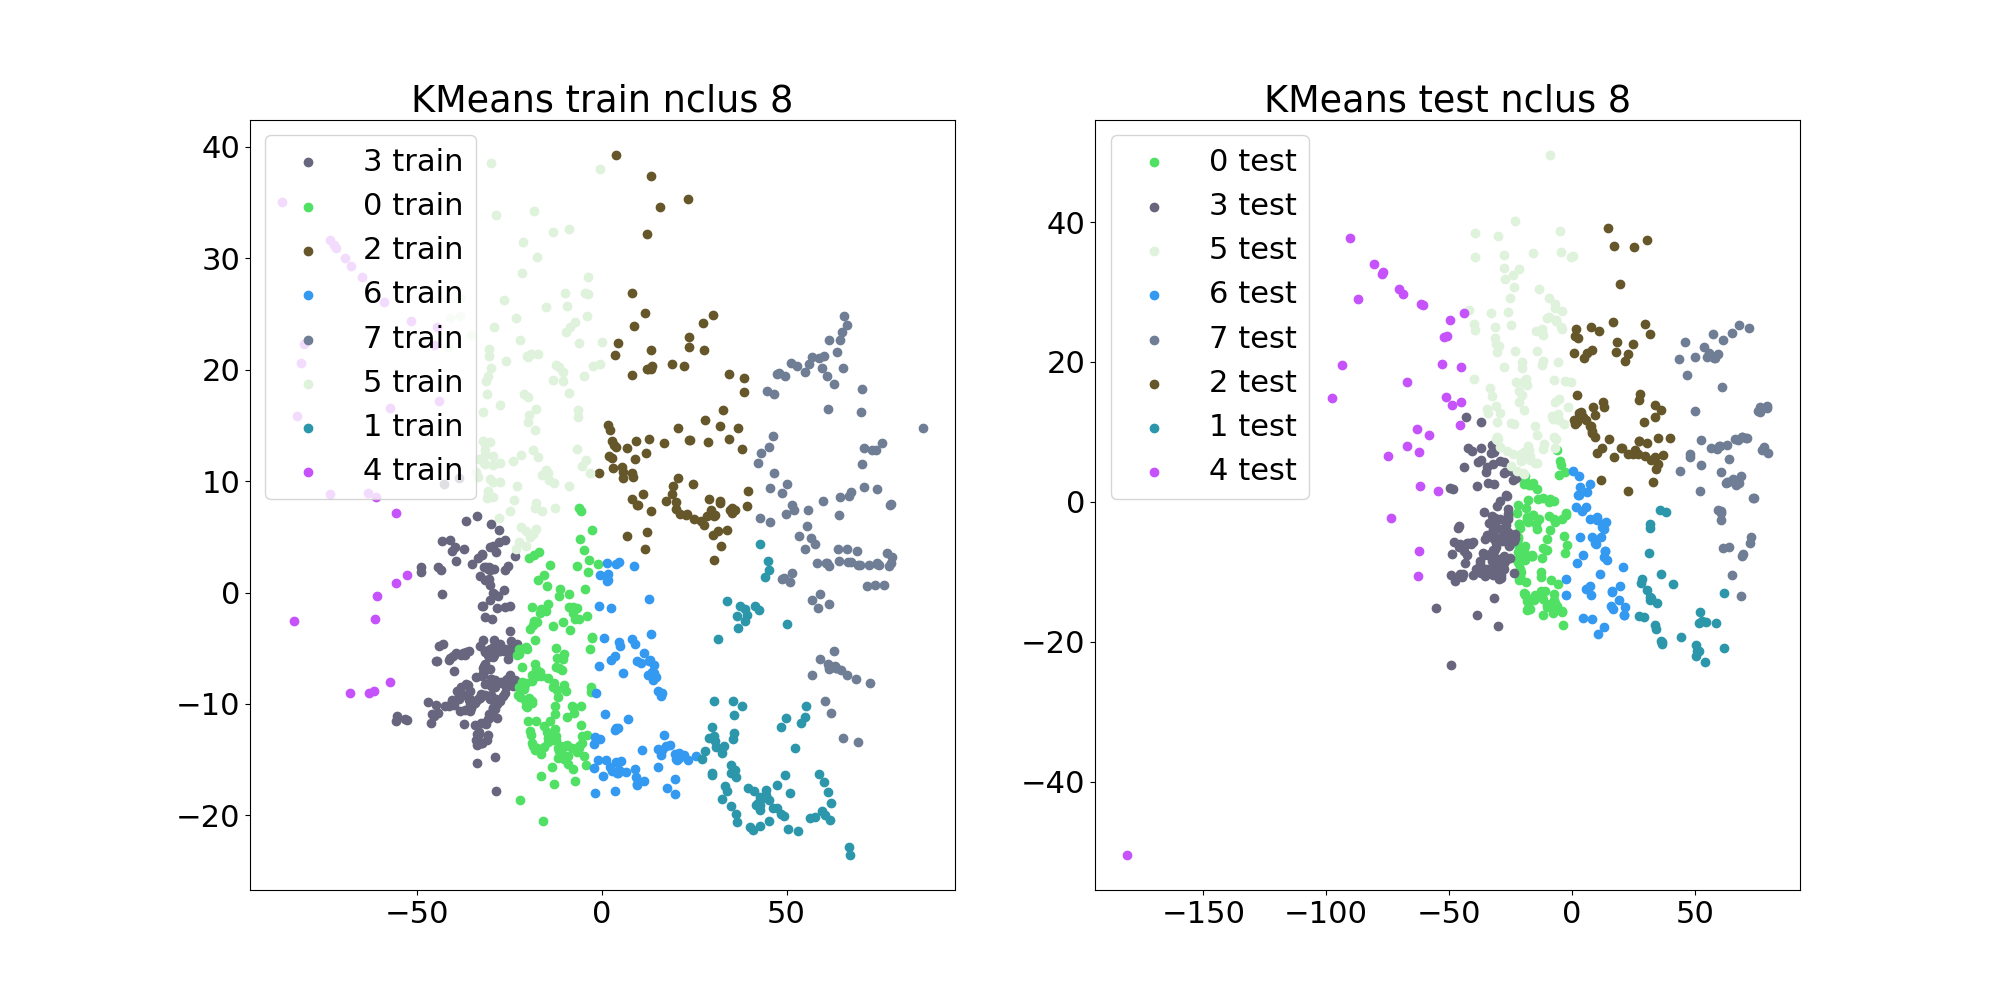 KMeans train nclus 8
40
30
20
10
0
−10
−20
−50
0
50
3 train
0 train
2 train
6 train
7 train
5 train
1 train
4 train
KMeans test nclus 8
40
20
0
−20
−40
−150
−100
−50
0
50
0 test
3 test
5 test
6 test
7 test
2 test
1 test
4 test